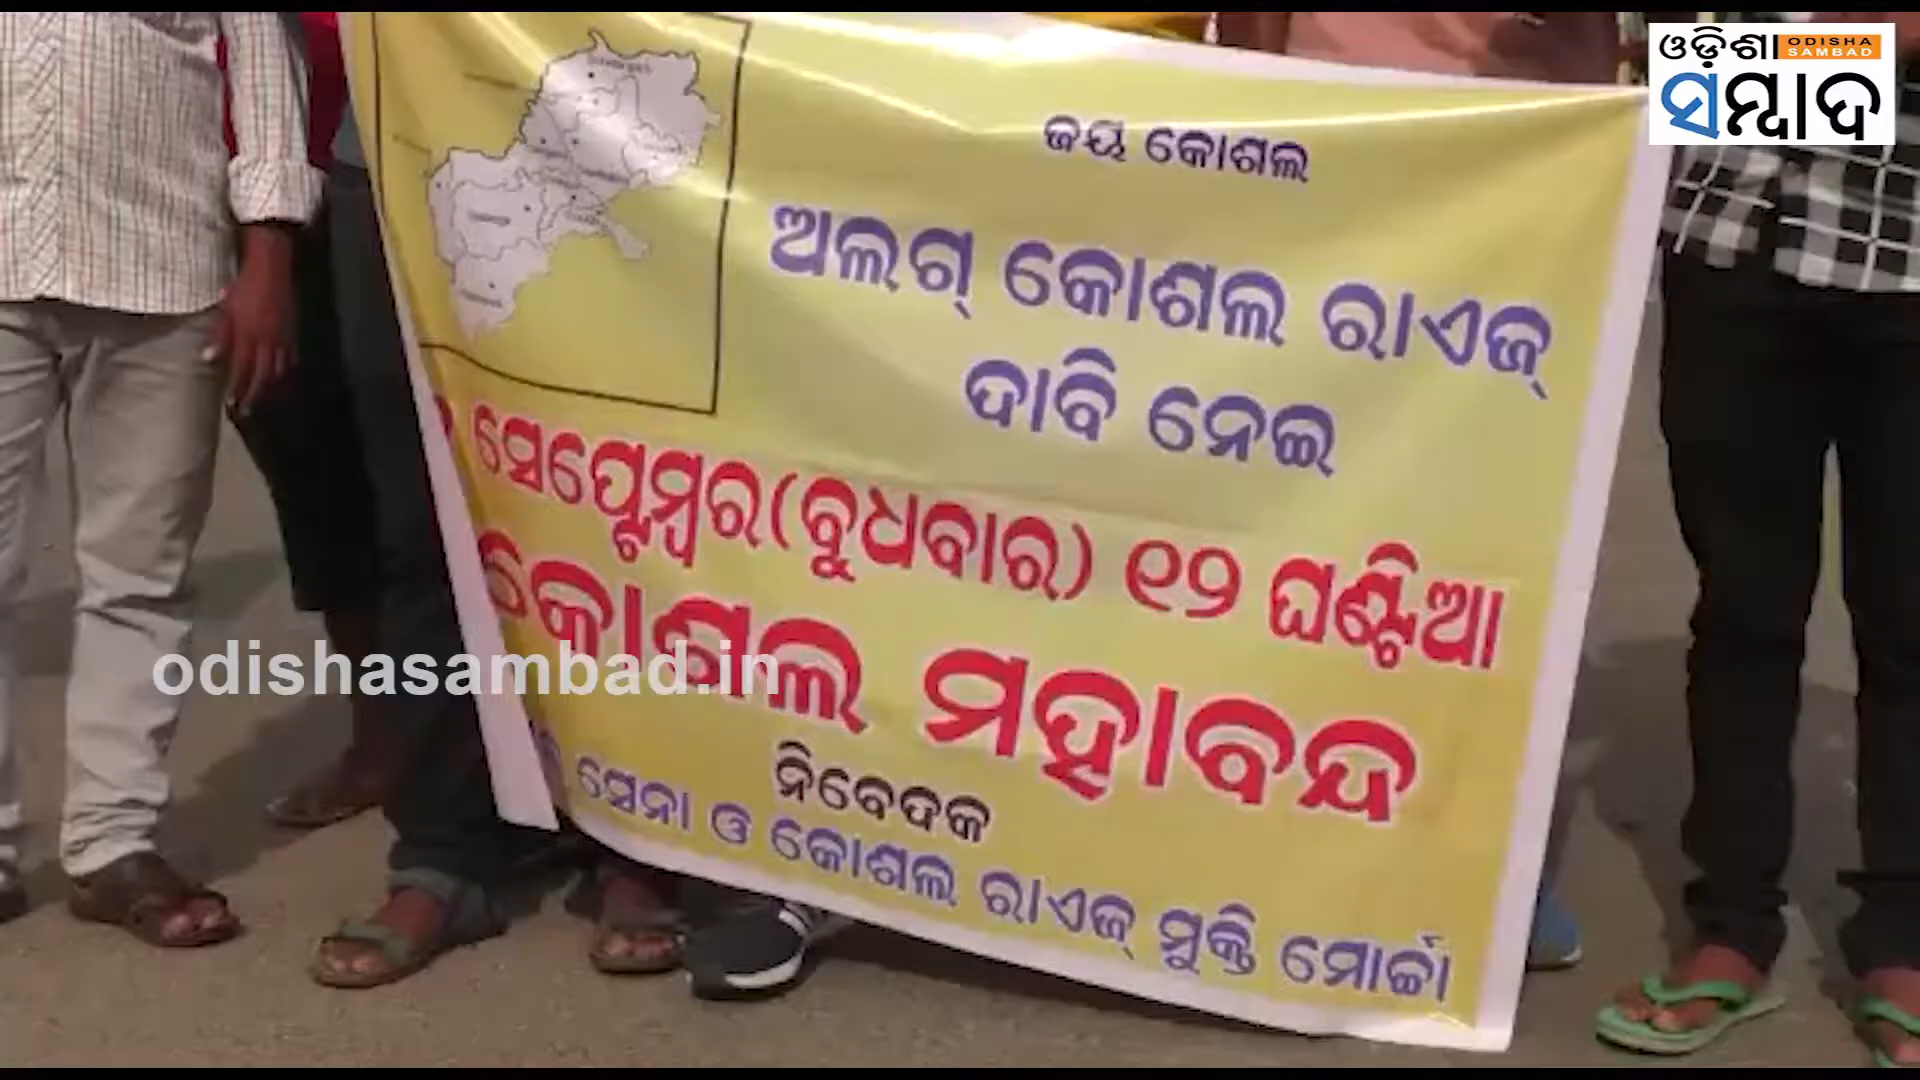 ଓଡ଼ିଶା ODISHA SAMBAD
ସମ୍ବାଦ
ଜୟ କୋଶଲ
ଅଲଗ୍ କୋଶଲ ରାଏଜ୍
ଦାବି ନେଇ
ସେପ୍ଟେମ୍ବର (ବୁଧବାର) ୧୨ ଘଣ୍ଟିଆ
କୋଶଲ ମହାବନ୍ଦ
odishasambad.in
ନିବେଦକ
ସେନା ଓ କୋଶଲ ରାଏଜ୍ ମୁକ୍ତି ମୋର୍ଚ୍ଚା